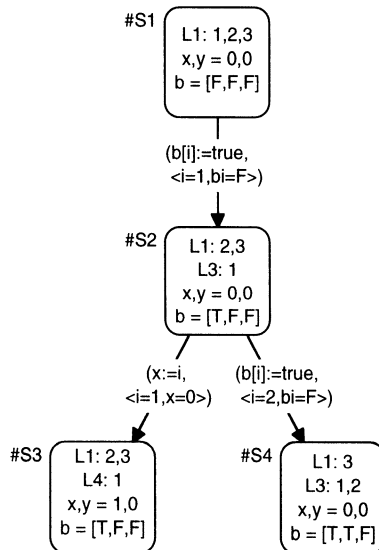 #S1
L1: 1,2,3
x,y = 0,0
b = [F,F,F]
(b[i]:=true,
<i=1,bi=F>)
#S2
L1: 2,3
L3: 1
x,y = 0,0
b = [T,F,F]
(x:=i,
<i=1,x=0>)
(b[i]:=true,
<i=2,bi=F>)
#S3
L1: 2,3
L4: 1
x,y = 1,0
b = [T,F,F]
#S4
L1: 3
L3: 1,2
x,y = 0,0
b = [T,T,F]